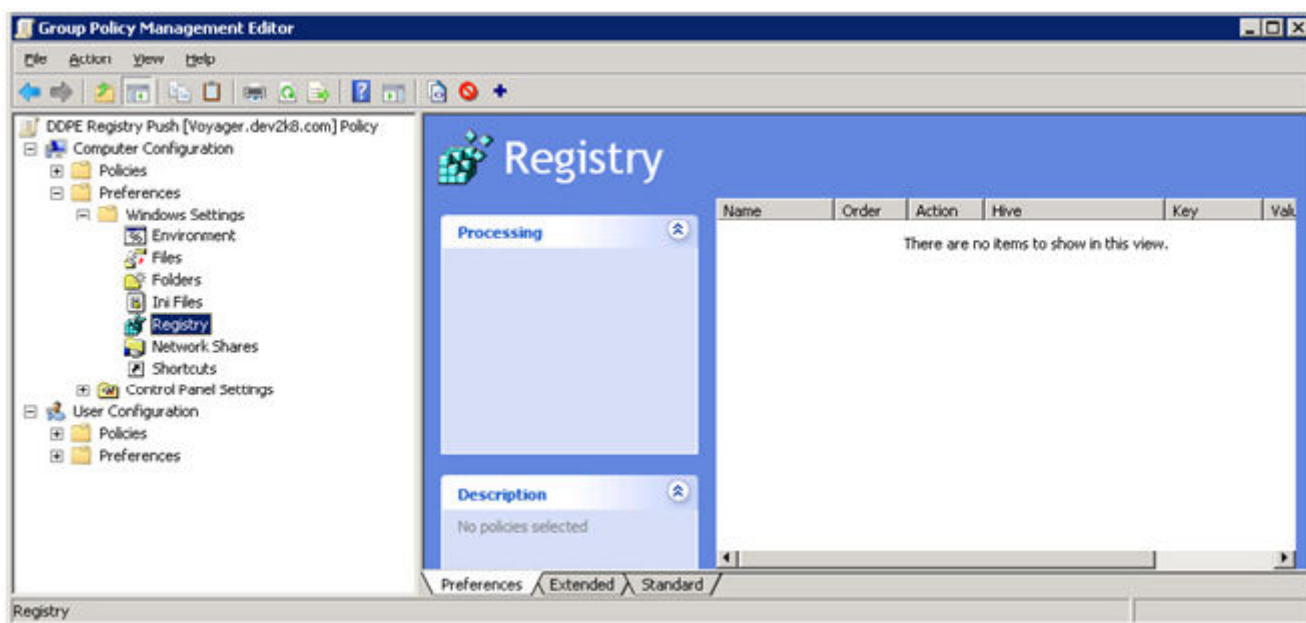 Group Policy Management Editor
File Action View Help
DDPE Registry Push [Voyager.dev2k8.com] Policy
Computer Configuration
Policies
Preferences
Windows Settings
Environment
Files
Folders
Ini Files
Registry
Network Shares
Shortcuts
Control Panel Settings
User Configuration
Policies
Preferences
Registry
Processing
Description
No policies selected
Name Order Action Hive Key Valu
There are no items to show in this view.
Preferences Extended Standard
Registry